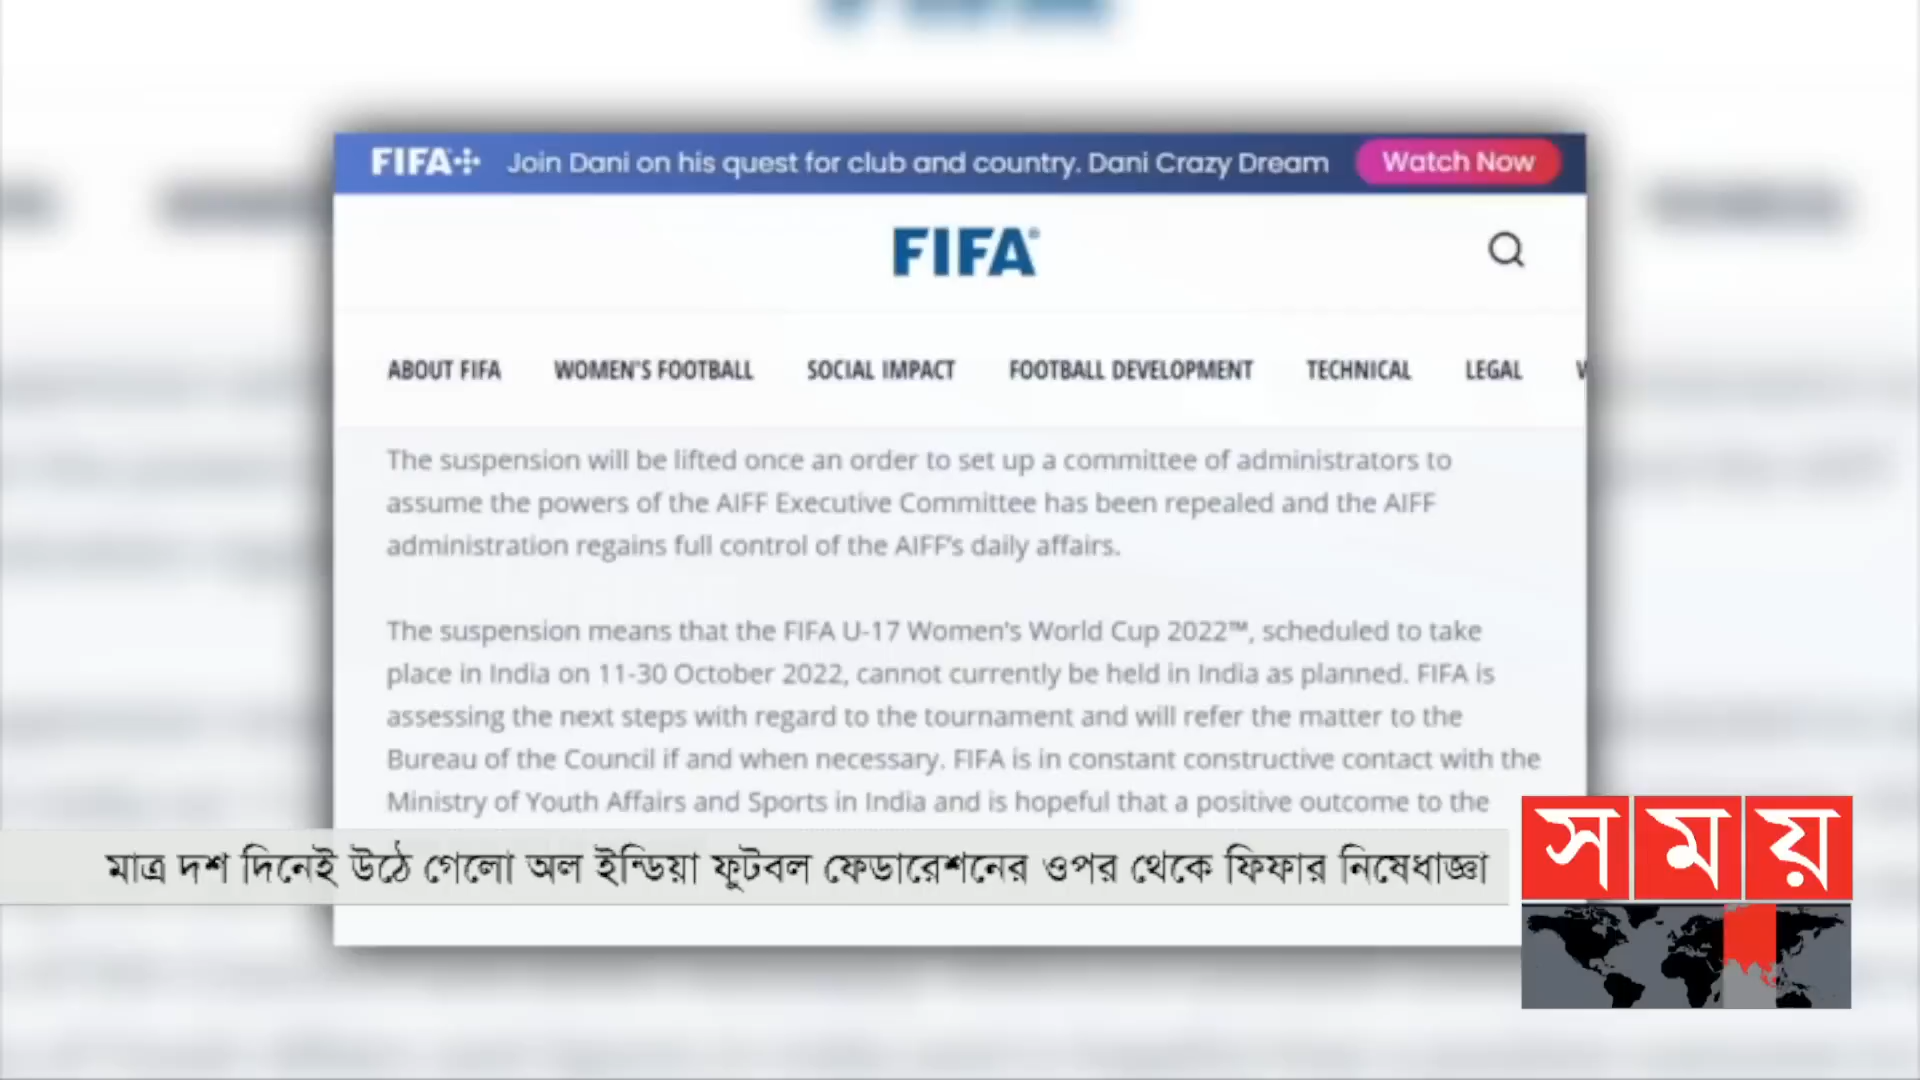 FIFA+ Join Dani on his quest for club and country. Dani Crazy Dream Watch Now
FIFA®
ABOUT FIFA WOMEN'S FOOTBALL SOCIAL IMPACT FOOTBALL DEVELOPMENT TECHNICAL LEGAL
The suspension will be lifted once an order to set up a committee of administrators to
assume the powers of the AIFF Executive Committee has been repealed and the AIFF
administration regains full control of the AIFF's daily affairs.
The suspension means that the FIFA U-17 Women's World Cup 2022™, scheduled to take
place in India on 11-30 October 2022, cannot currently be held in India as planned. FIFA is
assessing the next steps with regard to the tournament and will refer the matter to the
Bureau of the Council if and when necessary. FIFA is in constant constructive contact with the
Ministry of Youth Affairs and Sports in India and is hopeful that a positive outcome to the
মাত্র দশ দিনেই উঠে গেলো অল ইন্ডিয়া ফুটবল ফেডারেশনের ওপর থেকে ফিফার নিষেধাজ্ঞা
সময়